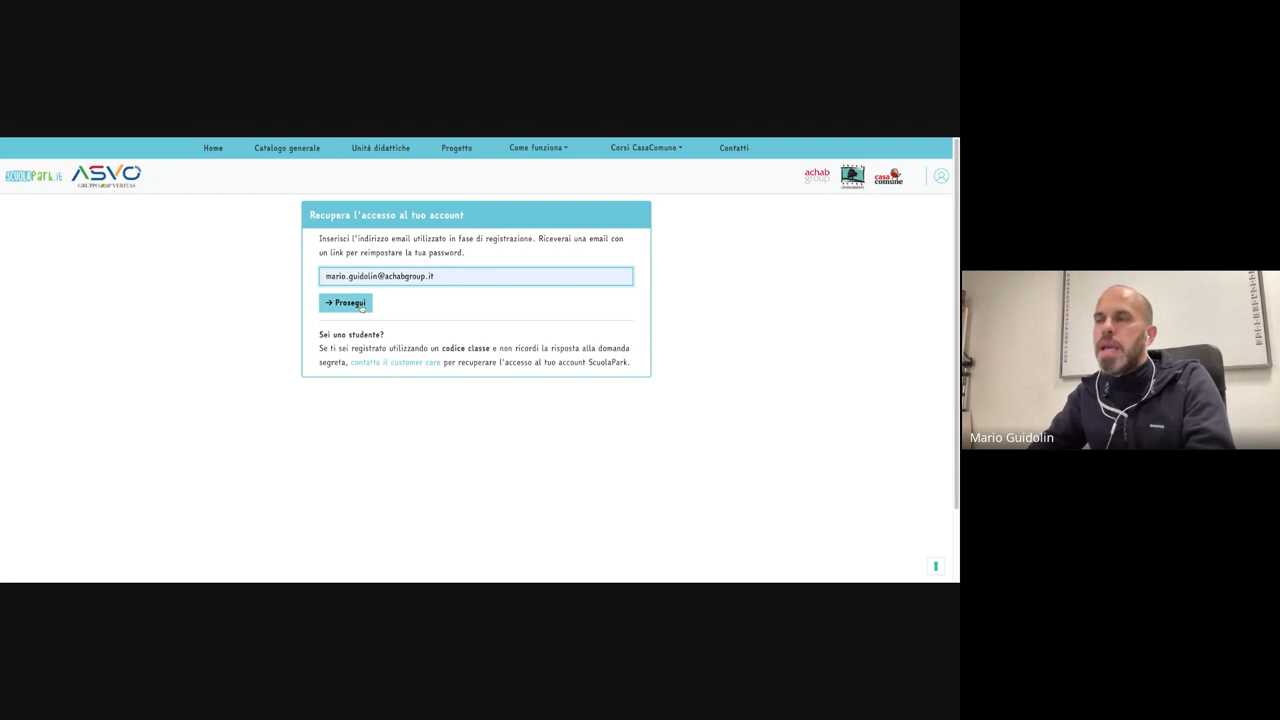 Home Catalogo generale Unità didattiche Progetto Come funziona Corsi CasaComune Contatti
SCUOLAPark.it ASVO achab group casa comune
GRUPPO VERITAS
Recupera l'accesso al tuo account
Inserisci l'indirizzo email utilizzato in fase di registrazione. Riceverai una email con
un link per reimpostare la tua password.
mario.guidolin@achabgroup.it
→ Prosegui
Sei uno studente?
Se ti sei registrato utilizzando un codice classe e non ricordi la risposta alla domanda
segreta, contatta il customer care per recuperare l'accesso al tuo account ScuolaPark.
Mario Guidolin